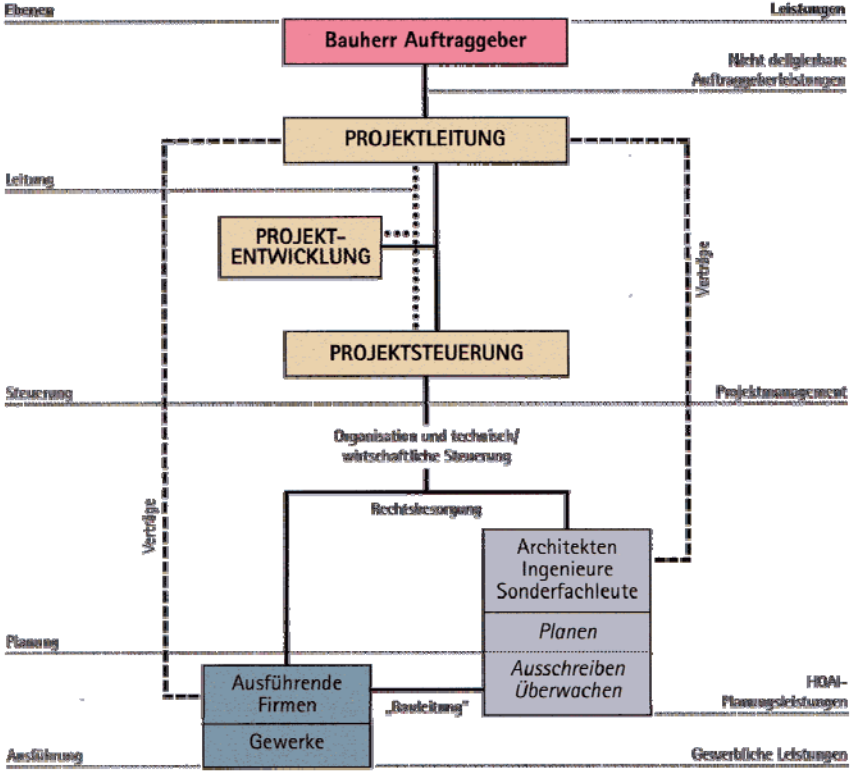 Ebenen
Leistungen
Bauherr Auftraggeber
Nicht deligierbare
Auftraggeberleistungen
PROJEKTLEITUNG
Leitung
PROJEKT-
ENTWICKLUNG
Verträge
PROJEKTSTEUERUNG
Steuerung
Projektmanagement
Organisation und technisch/
wirtschaftliche Steuerung
Rechtsbesorgung
Verträge
Architekten
Ingenieure
Sonderfachleute
Planen
Planung
Ausschreiben
Überwachen
Ausführende
Firmen
„Bauleitung"
HOAI-
Planungsleistungen
Gewerke
Ausführung
Gewerbliche Leistungen